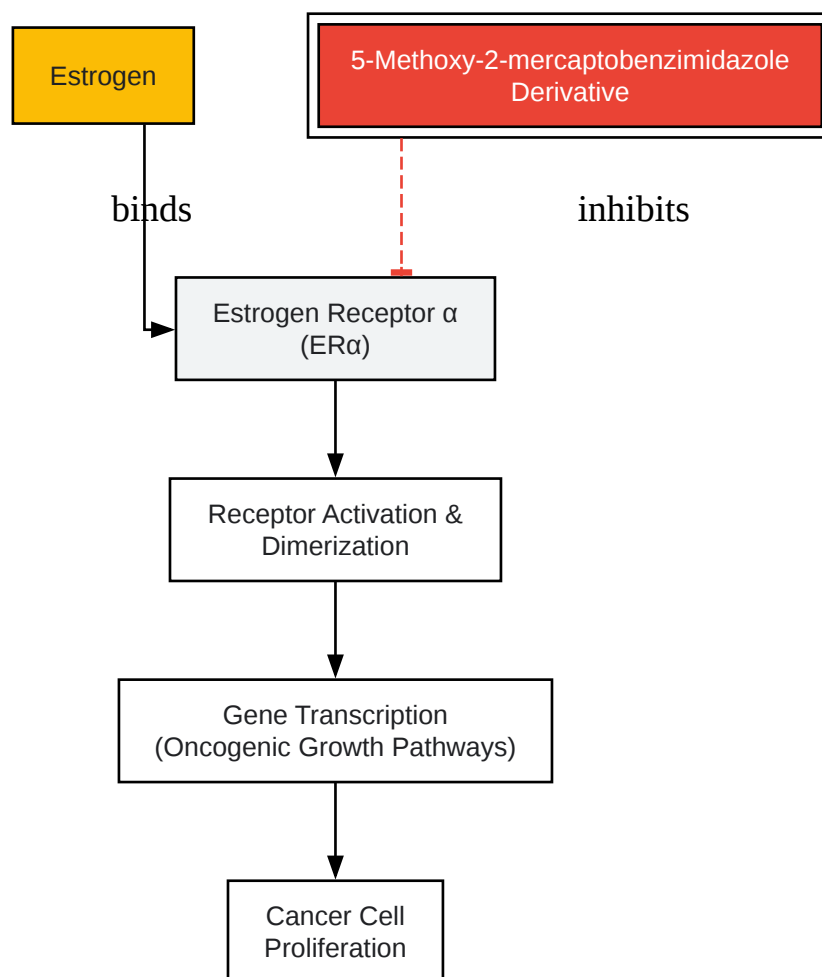 Estrogen
5-Methoxy-2-mercaptobenzimidazole
Derivative
binds
inhibits
Estrogen Receptor α
(ERα)
Receptor Activation &
Dimerization
Gene Transcription
(Oncogenic Growth Pathways)
Cancer Cell
Proliferation